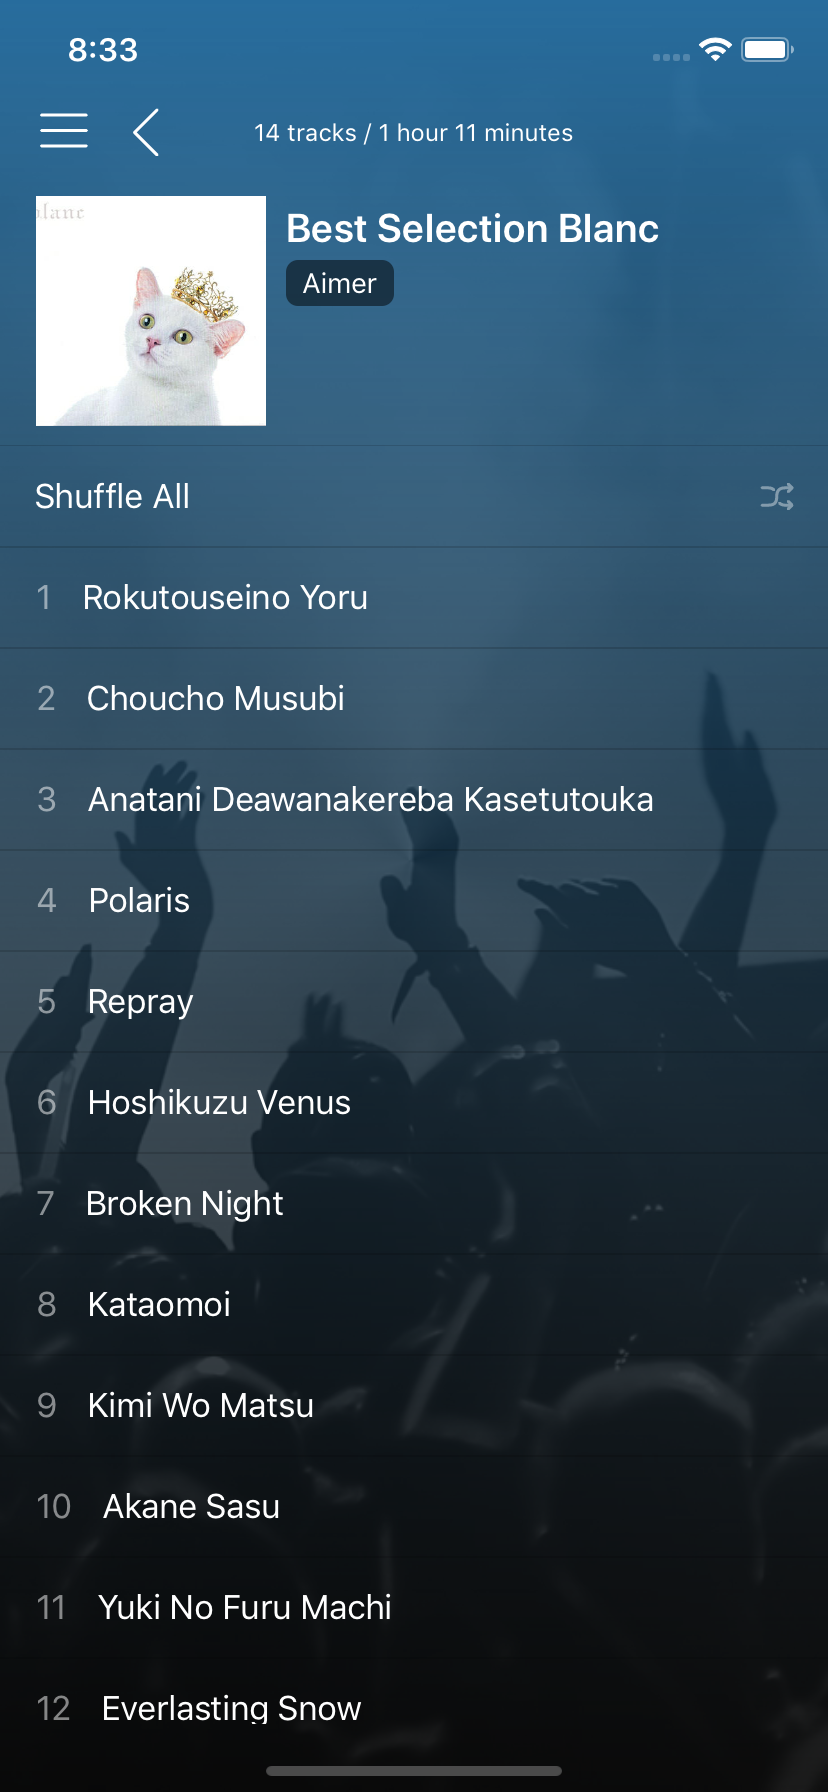 8:33
14 tracks / 1 hour 11 minutes
blanc
Best Selection Blanc
Aimer
Shuffle All
1 Rokutouseino Yoru
2 Choucho Musubi
3 Anatani Deawanakereba Kasetutouka
4 Polaris
5 Repray
6 Hoshikuzu Venus
7 Broken Night
8 Kataomoi
9 Kimi Wo Matsu
10 Akane Sasu
11 Yuki No Furu Machi
12 Everlasting Snow